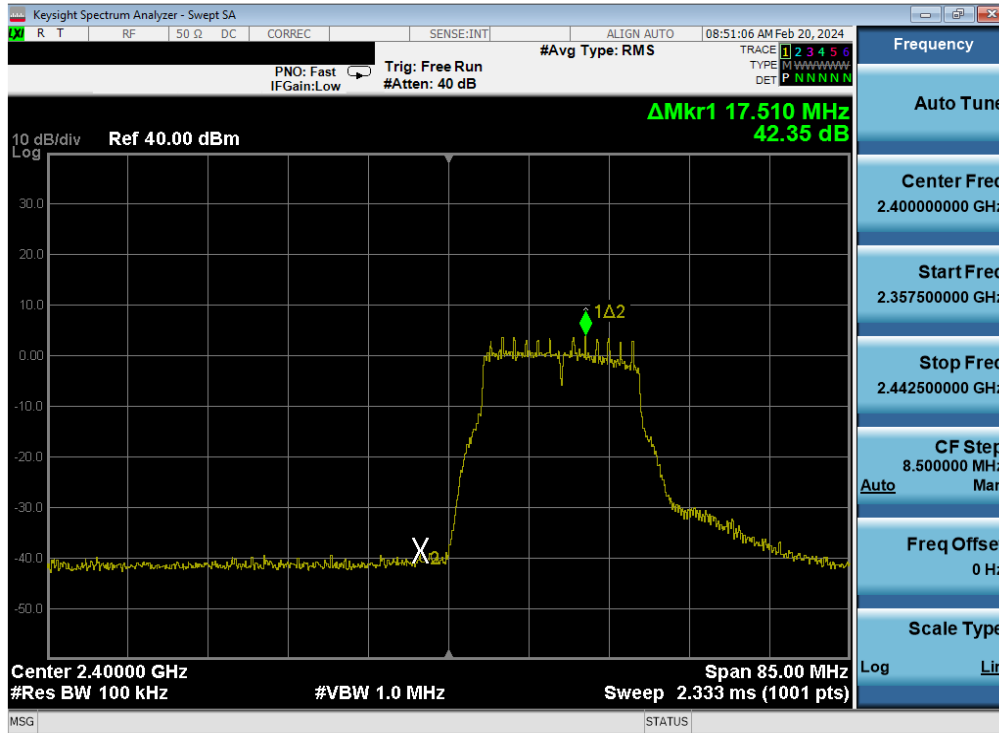 Keysight Spectrum Analyzer - Swept SA
LXI R T RF 50 Ω DC CORREC SENSE:INT ALIGN AUTO 08:51:06 AM Feb 20, 2024
#Avg Type: RMS
TRACE 1 2 3 4 5 6
TYPE M WWWWW
DET P N N N N N
PNO: Fast
IFGain:Low
Trig: Free Run
#Atten: 40 dB
ΔMkr1 17.510 MHz
42.35 dB
10 dB/div
Log
Ref 40.00 dBm
30.0
20.0
10.0
0.00
-10.0
-20.0
-30.0
-40.0
-50.0
1Δ2
X2
Center 2.40000 GHz
Span 85.00 MHz
#Res BW 100 kHz
#VBW 1.0 MHz
Sweep 2.333 ms (1001 pts)
MSG
STATUS
Frequency
Auto Tune
Center Freq
2.400000000 GHz
Start Freq
2.357500000 GHz
Stop Freq
2.442500000 GHz
CF Step
8.500000 MHz
Auto Man
Freq Offset
0 Hz
Scale Type
Log Lin